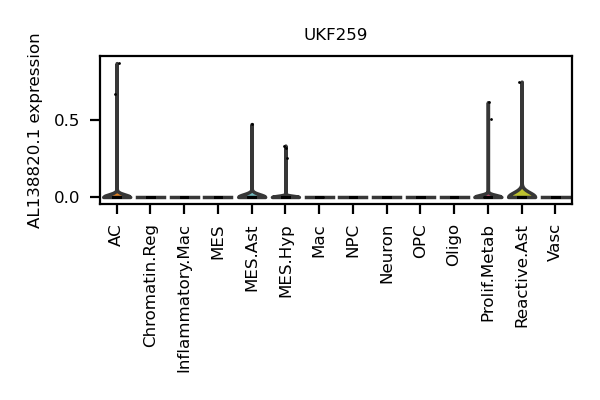 UKF259
AL138820.1 expression
0.5
0.0
AC
Chromatin.Reg
Inflammatory.Mac
MES
MES.Ast
MES.Hyp
Mac
NPC
Neuron
OPC
Oligo
Prolif.Metab
Reactive.Ast
Vasc